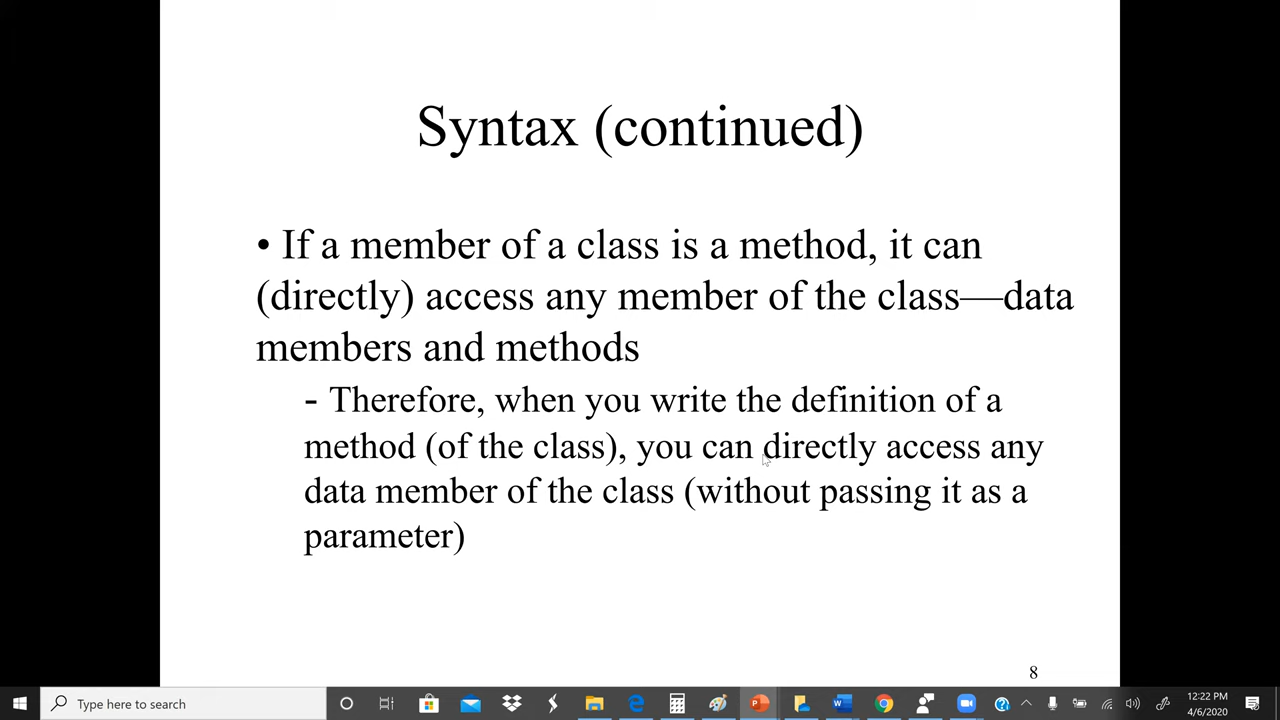 Syntax (continued)
• If a member of a class is a method, it can
(directly) access any member of the class—data
members and methods
- Therefore, when you write the definition of a
method (of the class), you can directly access any
data member of the class (without passing it as a
parameter)
8
Type here to search
12:22 PM
4/6/2020